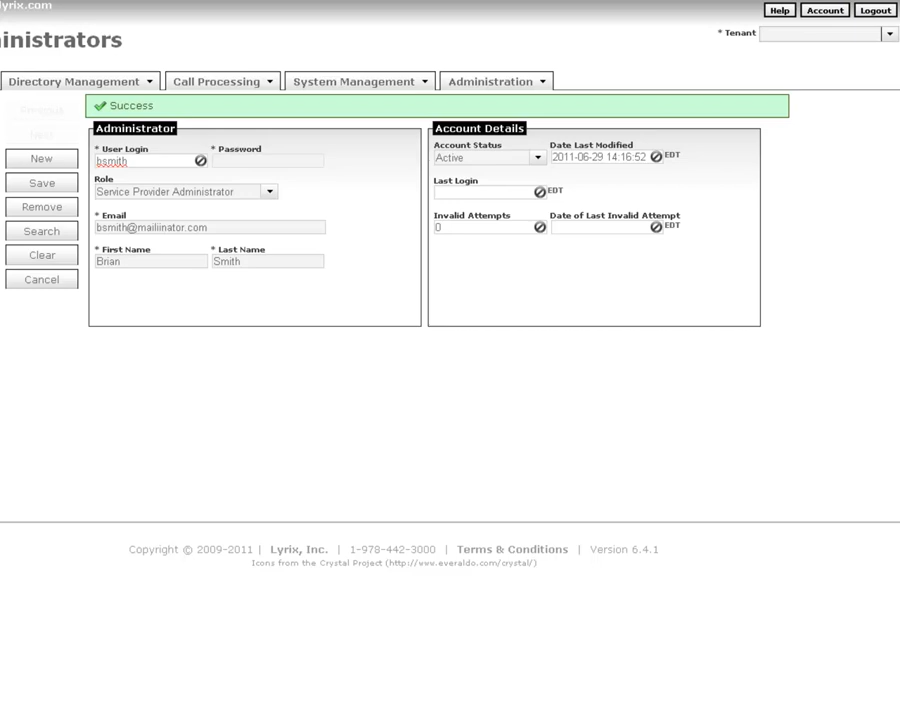 lyrix.com
Help Account Logout
inistrators
* Tenant
Directory Management Call Processing System Management Administration
Success
Previous
Next
New
Save
Remove
Search
Clear
Cancel
Administrator
* User Login * Password
bsmith
Role
Service Provider Administrator
* Email
bsmith@mailiinator.com
* First Name * Last Name
Brian Smith
Account Details
Account Status Date Last Modified
Active 2011-06-29 14:16:52 EDT
Last Login
EDT
Invalid Attempts Date of Last Invalid Attempt
0 EDT
Copyright © 2009-2011 | Lyrix, Inc. | 1-978-442-3000 | Terms & Conditions | Version 6.4.1
Icons from the Crystal Project (http://www.everaldo.com/crystal/)